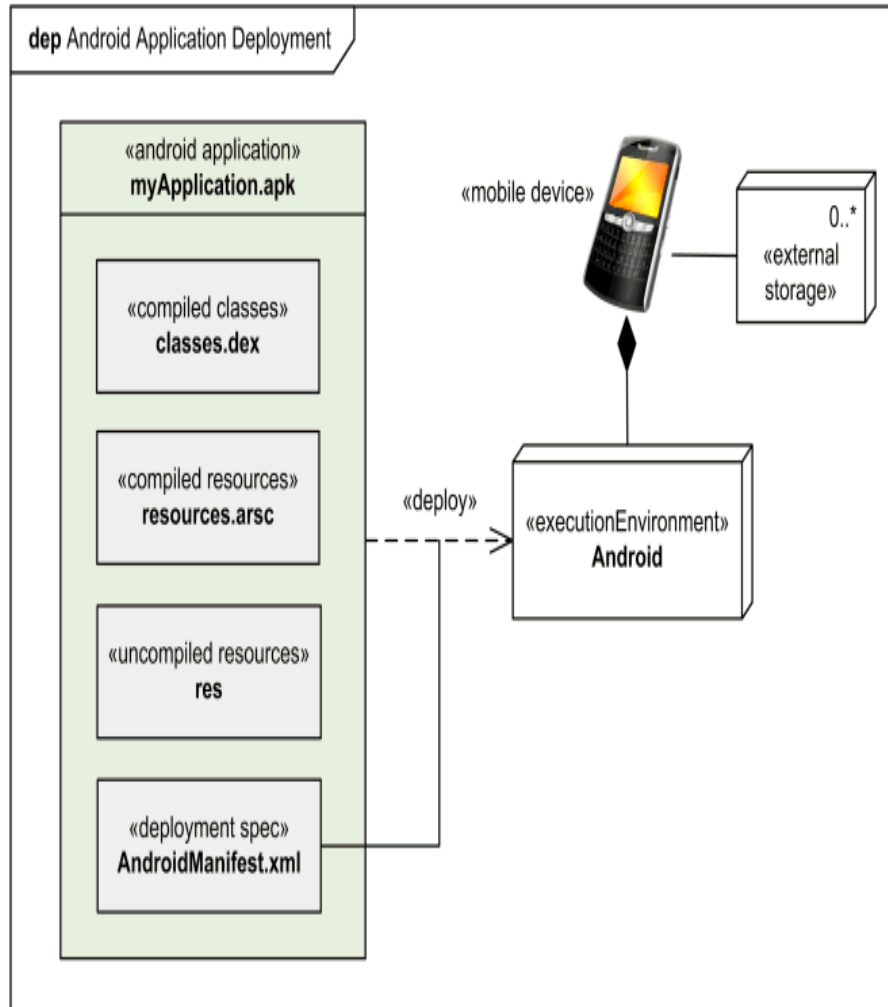 dep Android Application Deployment
«android application»
myApplication.apk
«compiled classes»
classes.dex
«compiled resources»
resources.arsc
«uncompiled resources»
res
«deployment spec»
AndroidManifest.xml
«deploy»
«mobile device»
0..*
«external
storage»
«executionEnvironment»
Android